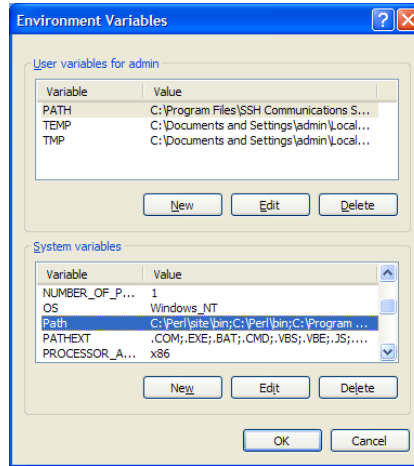 Environment Variables
User variables for admin
Variable Value
PATH C:\Program Files\SSH Communications S...
TEMP C:\Documents and Settings\admin\Local...
TMP C:\Documents and Settings\admin\Local...
New Edit Delete
System variables
Variable Value
NUMBER_OF_P... 1
OS Windows_NT
Path C:\Perl\site\bin;C:\Perl\bin;C:\Program ...
PATHEXT .COM;.EXE;.BAT;.CMD;.VBS;.VBE;.JS;....
PROCESSOR_A... x86
New Edit Delete
OK Cancel